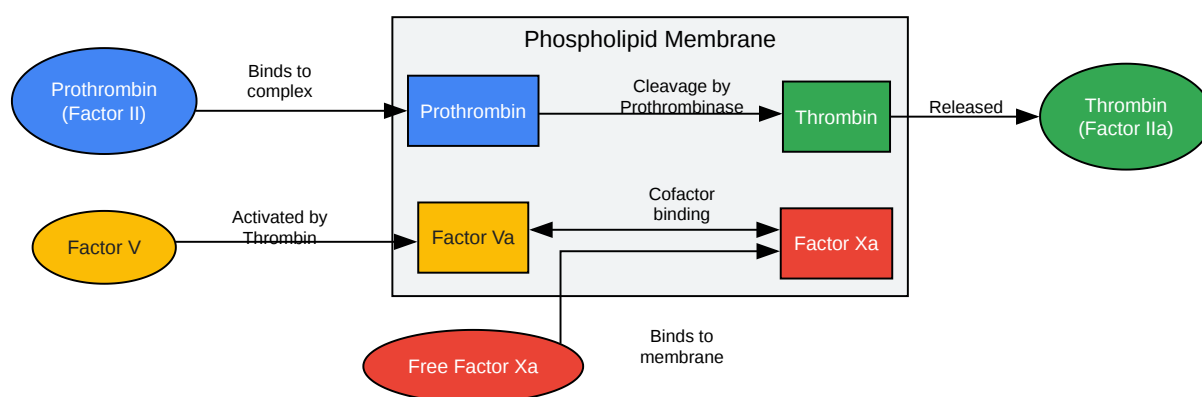 Phospholipid Membrane
Prothrombin
(Factor II)
Binds to
complex
Prothrombin
Cleavage by
Prothrombinase
Thrombin
Released
Thrombin
(Factor IIa)
Factor V
Activated by
Thrombin
Factor Va
Cofactor
binding
Factor Xa
Free Factor Xa
Binds to
membrane